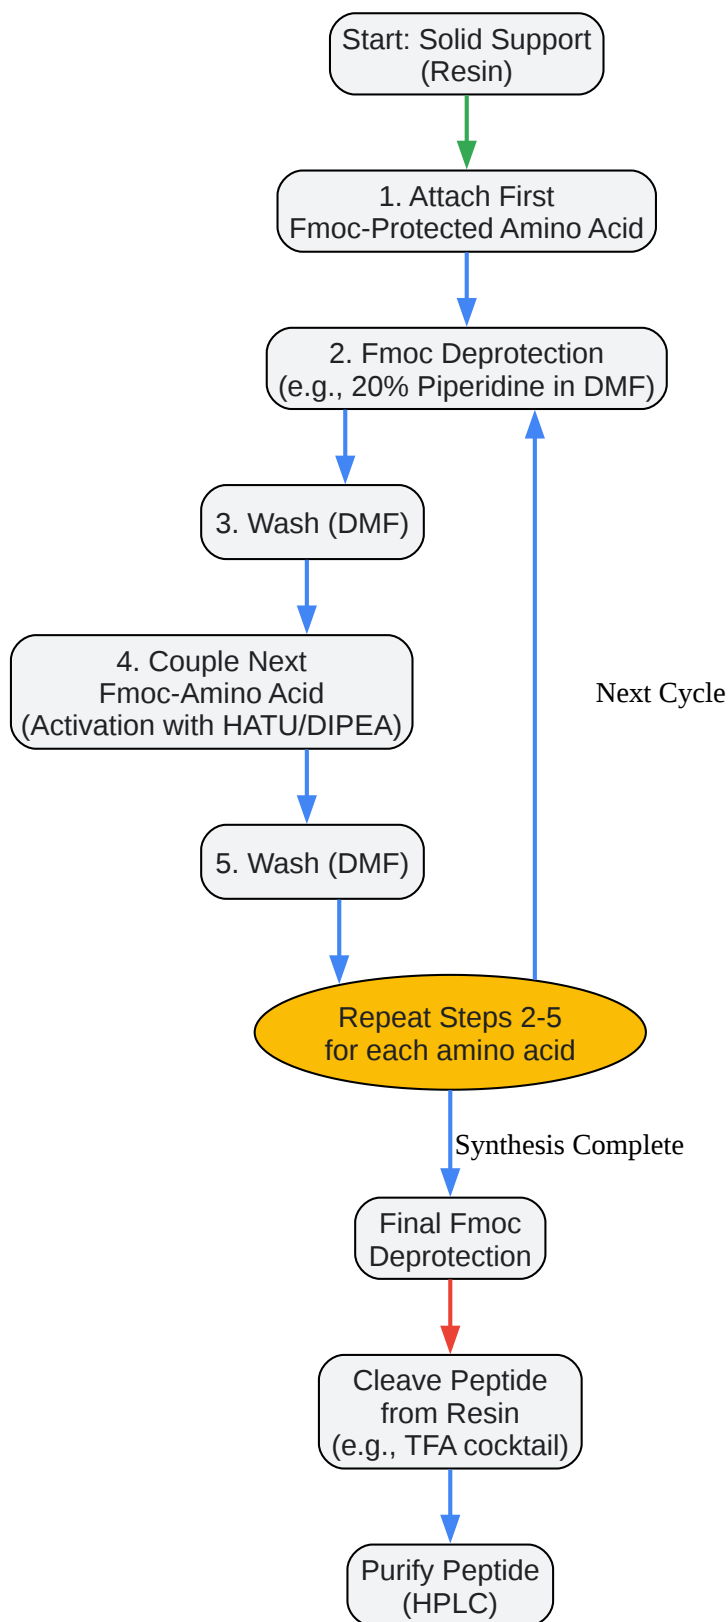 Start: Solid Support
(Resin)
1. Attach First
Fmoc-Protected Amino Acid
2. Fmoc Deprotection
(e.g., 20% Piperidine in DMF)
3. Wash (DMF)
4. Couple Next
Fmoc-Amino Acid
(Activation with HATU/DIPEA)
Next Cycle
5. Wash (DMF)
Repeat Steps 2-5
for each amino acid
Synthesis Complete
Final Fmoc
Deprotection
Cleave Peptide
from Resin
(e.g., TFA cocktail)
Purify Peptide
(HPLC)